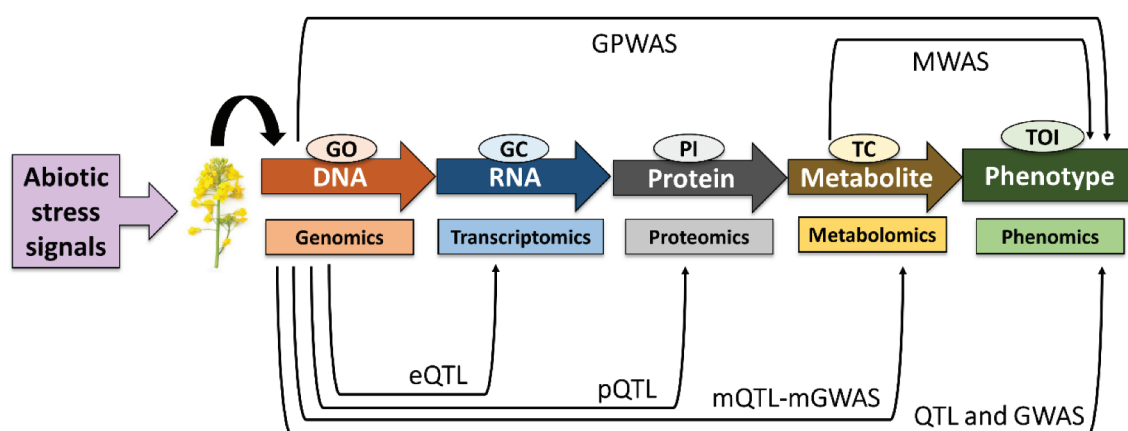 GPWAS
MWAS
GO
GC
PI
TC
TOI
DNA
RNA
Protein
Metabolite
Phenotype
Abiotic
stress
signals
Genomics
Transcriptomics
Proteomics
Metabolomics
Phenomics
eQTL
pQTL
mQTL-mGWAS
QTL and GWAS